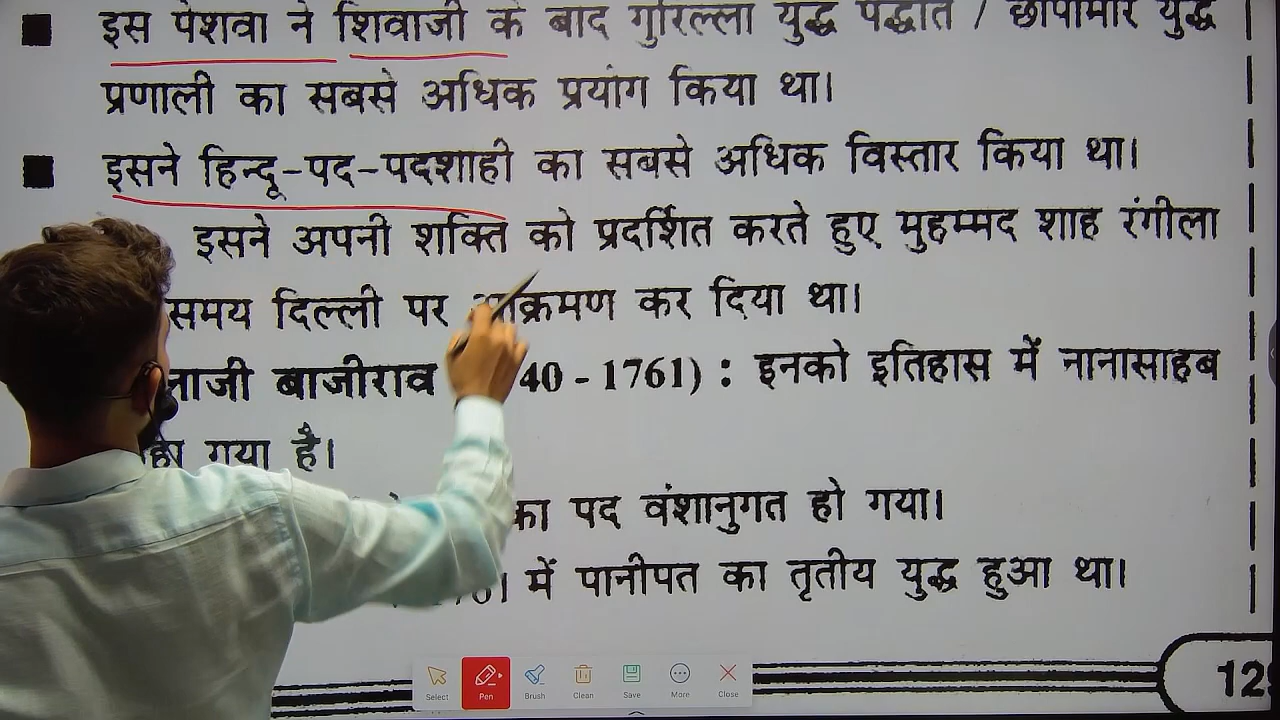 इस पेशवा ने शिवाजी के बाद गुरिल्ला युद्ध पद्धति / छापामार युद्ध
प्रणाली का सबसे अधिक प्रयोग किया था।
इसने हिन्दू-पद-पदशाही का सबसे अधिक विस्तार किया था।
इसने अपनी शक्ति को प्रदर्शित करते हुए मुहम्मद शाह रंगीला
समय दिल्ली पर आक्रमण कर दिया था।
बाजीराव 40 - 1761) : इनको इतिहास में नानासाहब
गया है।
का पद वंशानुगत हो गया।
में पानीपत का तृतीय युद्ध हुआ था।
Select Pen Brush Clean Save More Close